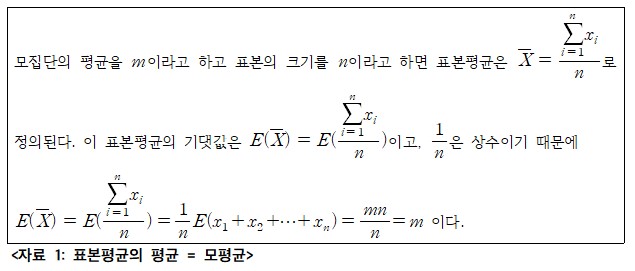 모집단의 평균을 m이라고 하고 표본의 크기를 n이라고 하면 표본평균은 $\overline{X} = \frac{\sum_{i=1}^{n} x_i}{n}$로
정의된다. 이 표본평균의 기댓값은 $E(\overline{X}) = E(\frac{\sum_{i=1}^{n} x_i}{n})$이고, $\frac{1}{n}$은 상수이기 때문에
$E(\overline{X}) = E(\frac{\sum_{i=1}^{n} x_i}{n}) = \frac{1}{n} E(x_1 + x_2 + \cdots + x_n) = \frac{mn}{n} = m$ 이다.
<자료 1: 표본평균의 평균 = 모평균>